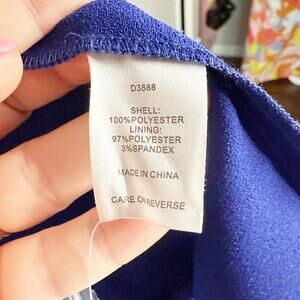 D3888
SHELL:
100%POLYESTER
LINING:
97%POLYESTER
3%SPANDEX
MADE IN CHINA
CARE ON REVERSE